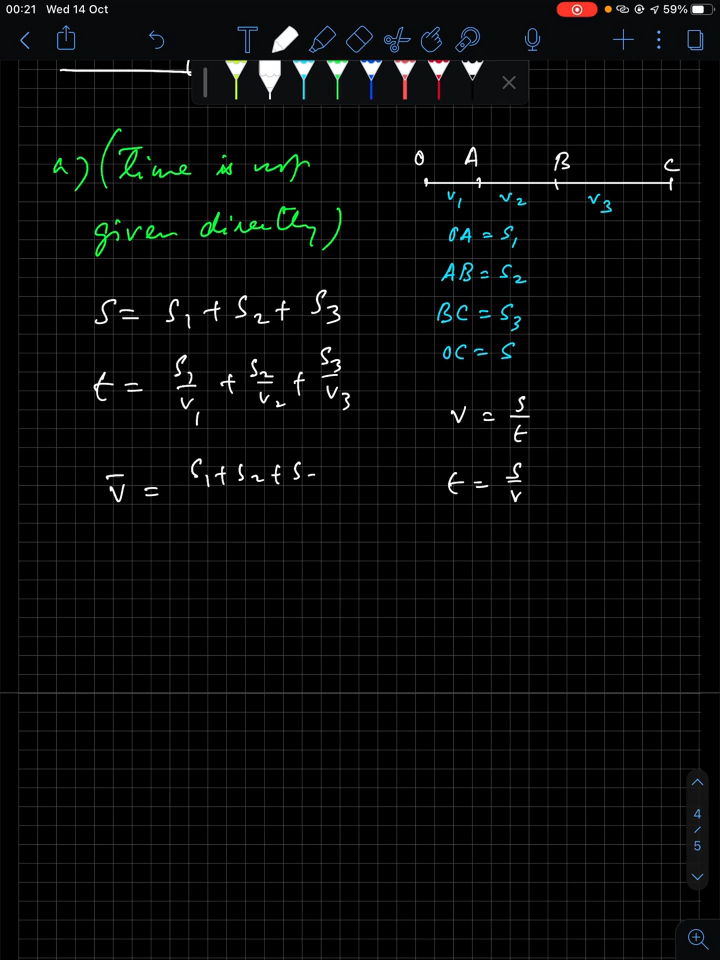 00:21 Wed 14 Oct 59%
T
a) (Time is not
given directly)
S = S₁ + S₂ + S₃
t = S₁/v₁ + S₂/v₂ + S₃/v₃
v̄ = S₁ + S₂ + S
O A B C
v₁ v₂ v₃
OA = S₁
AB = S₂
BC = S₃
OC = S
v = S/t
t = S/v
4
/
5